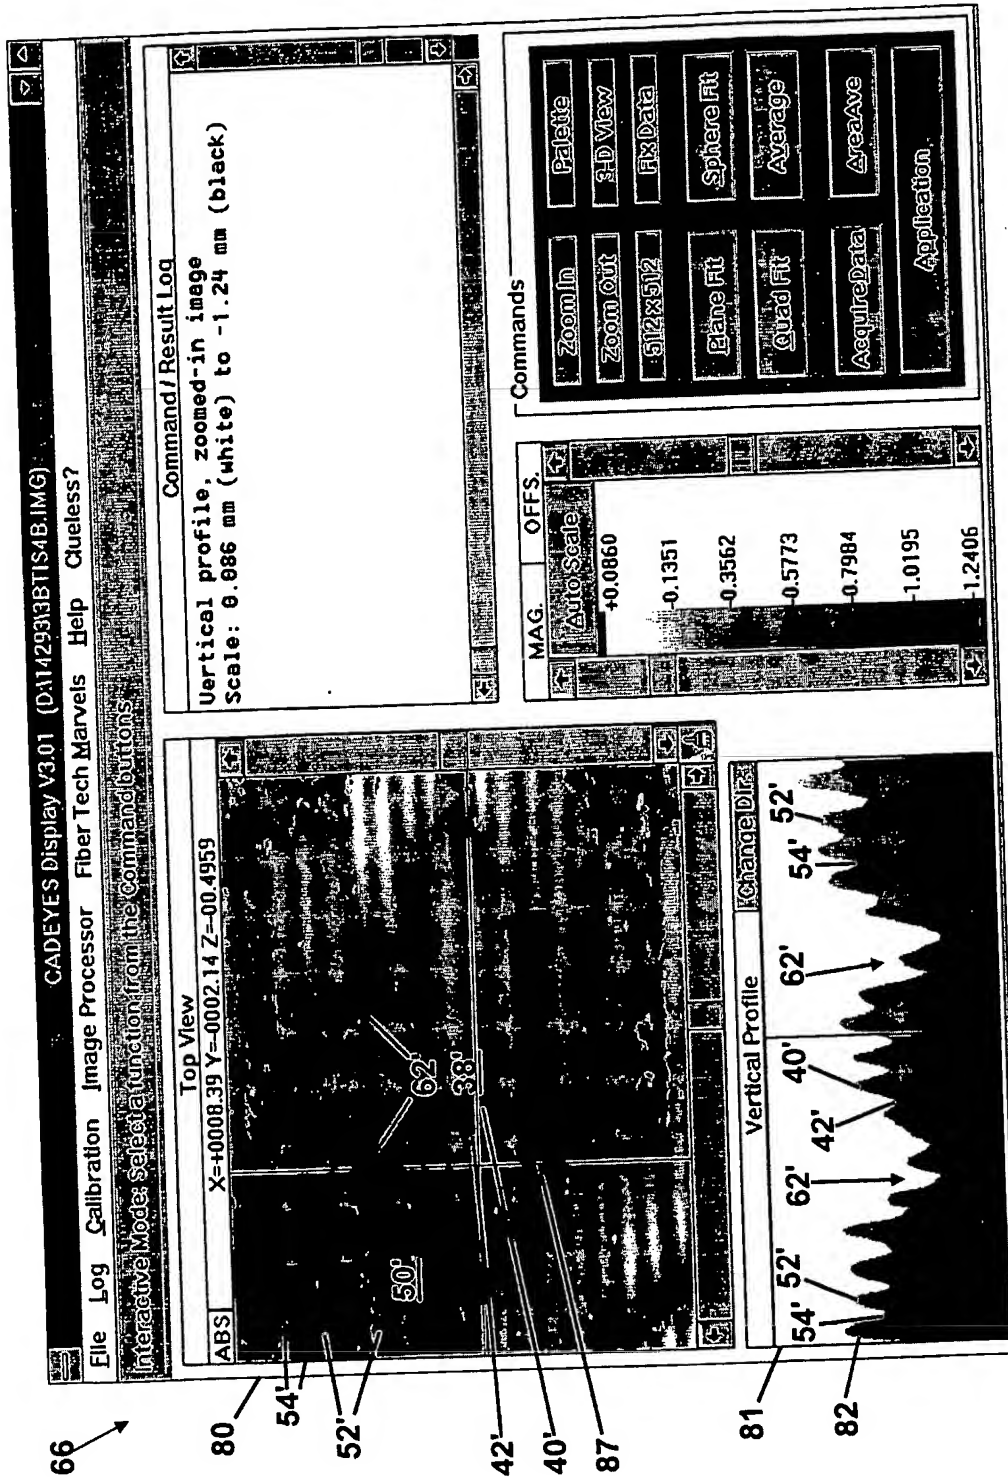 66
CADEYES Display V3.01 (D:\114293\3BTIS4B.IMG)
File Log Calibration Image Processor Fiber Tech Marvels Help Clueless?
Interactive Mode: Select a function from the Command buttons.
Top View
ABS X=+0008.39 Y=-0002.14 Z=-00.4959
80
54'
52'
42'
40'
87
50'
62'
38'
Command / Result Log
Vertical profile, zoomed-in image
Scale: 0.086 mm (white) to -1.24 mm (black)
Vertical Profile
Change Dir.
81
82
54'
52'
62'
42'
40'
62'
54'
52'
MAG. OFFS.
Auto Scale
+0.0860
-0.1351
-0.3562
-0.5773
-0.7984
-1.0195
-1.2406
Commands
Zoom In Palette
Zoom Out 3-D View
512x512 Fix Data
Plane Fit Sphere Fit
Quad Fit Average
AcquireData AreaAve
Application